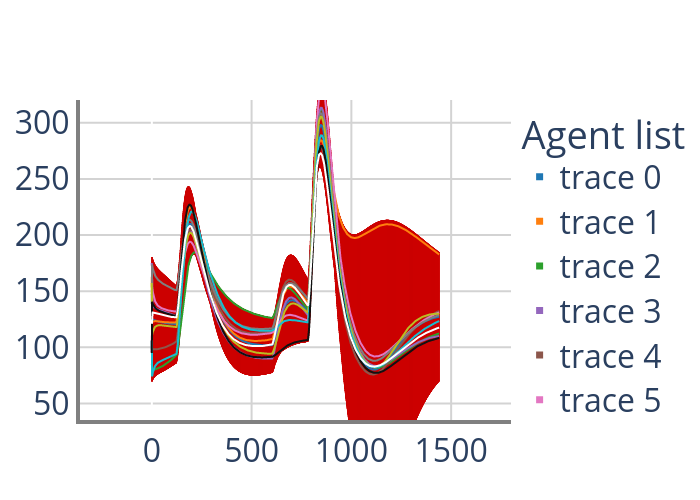 300
250
200
150
100
50
0 500 1000 1500
Agent list
trace 0
trace 1
trace 2
trace 3
trace 4
trace 5